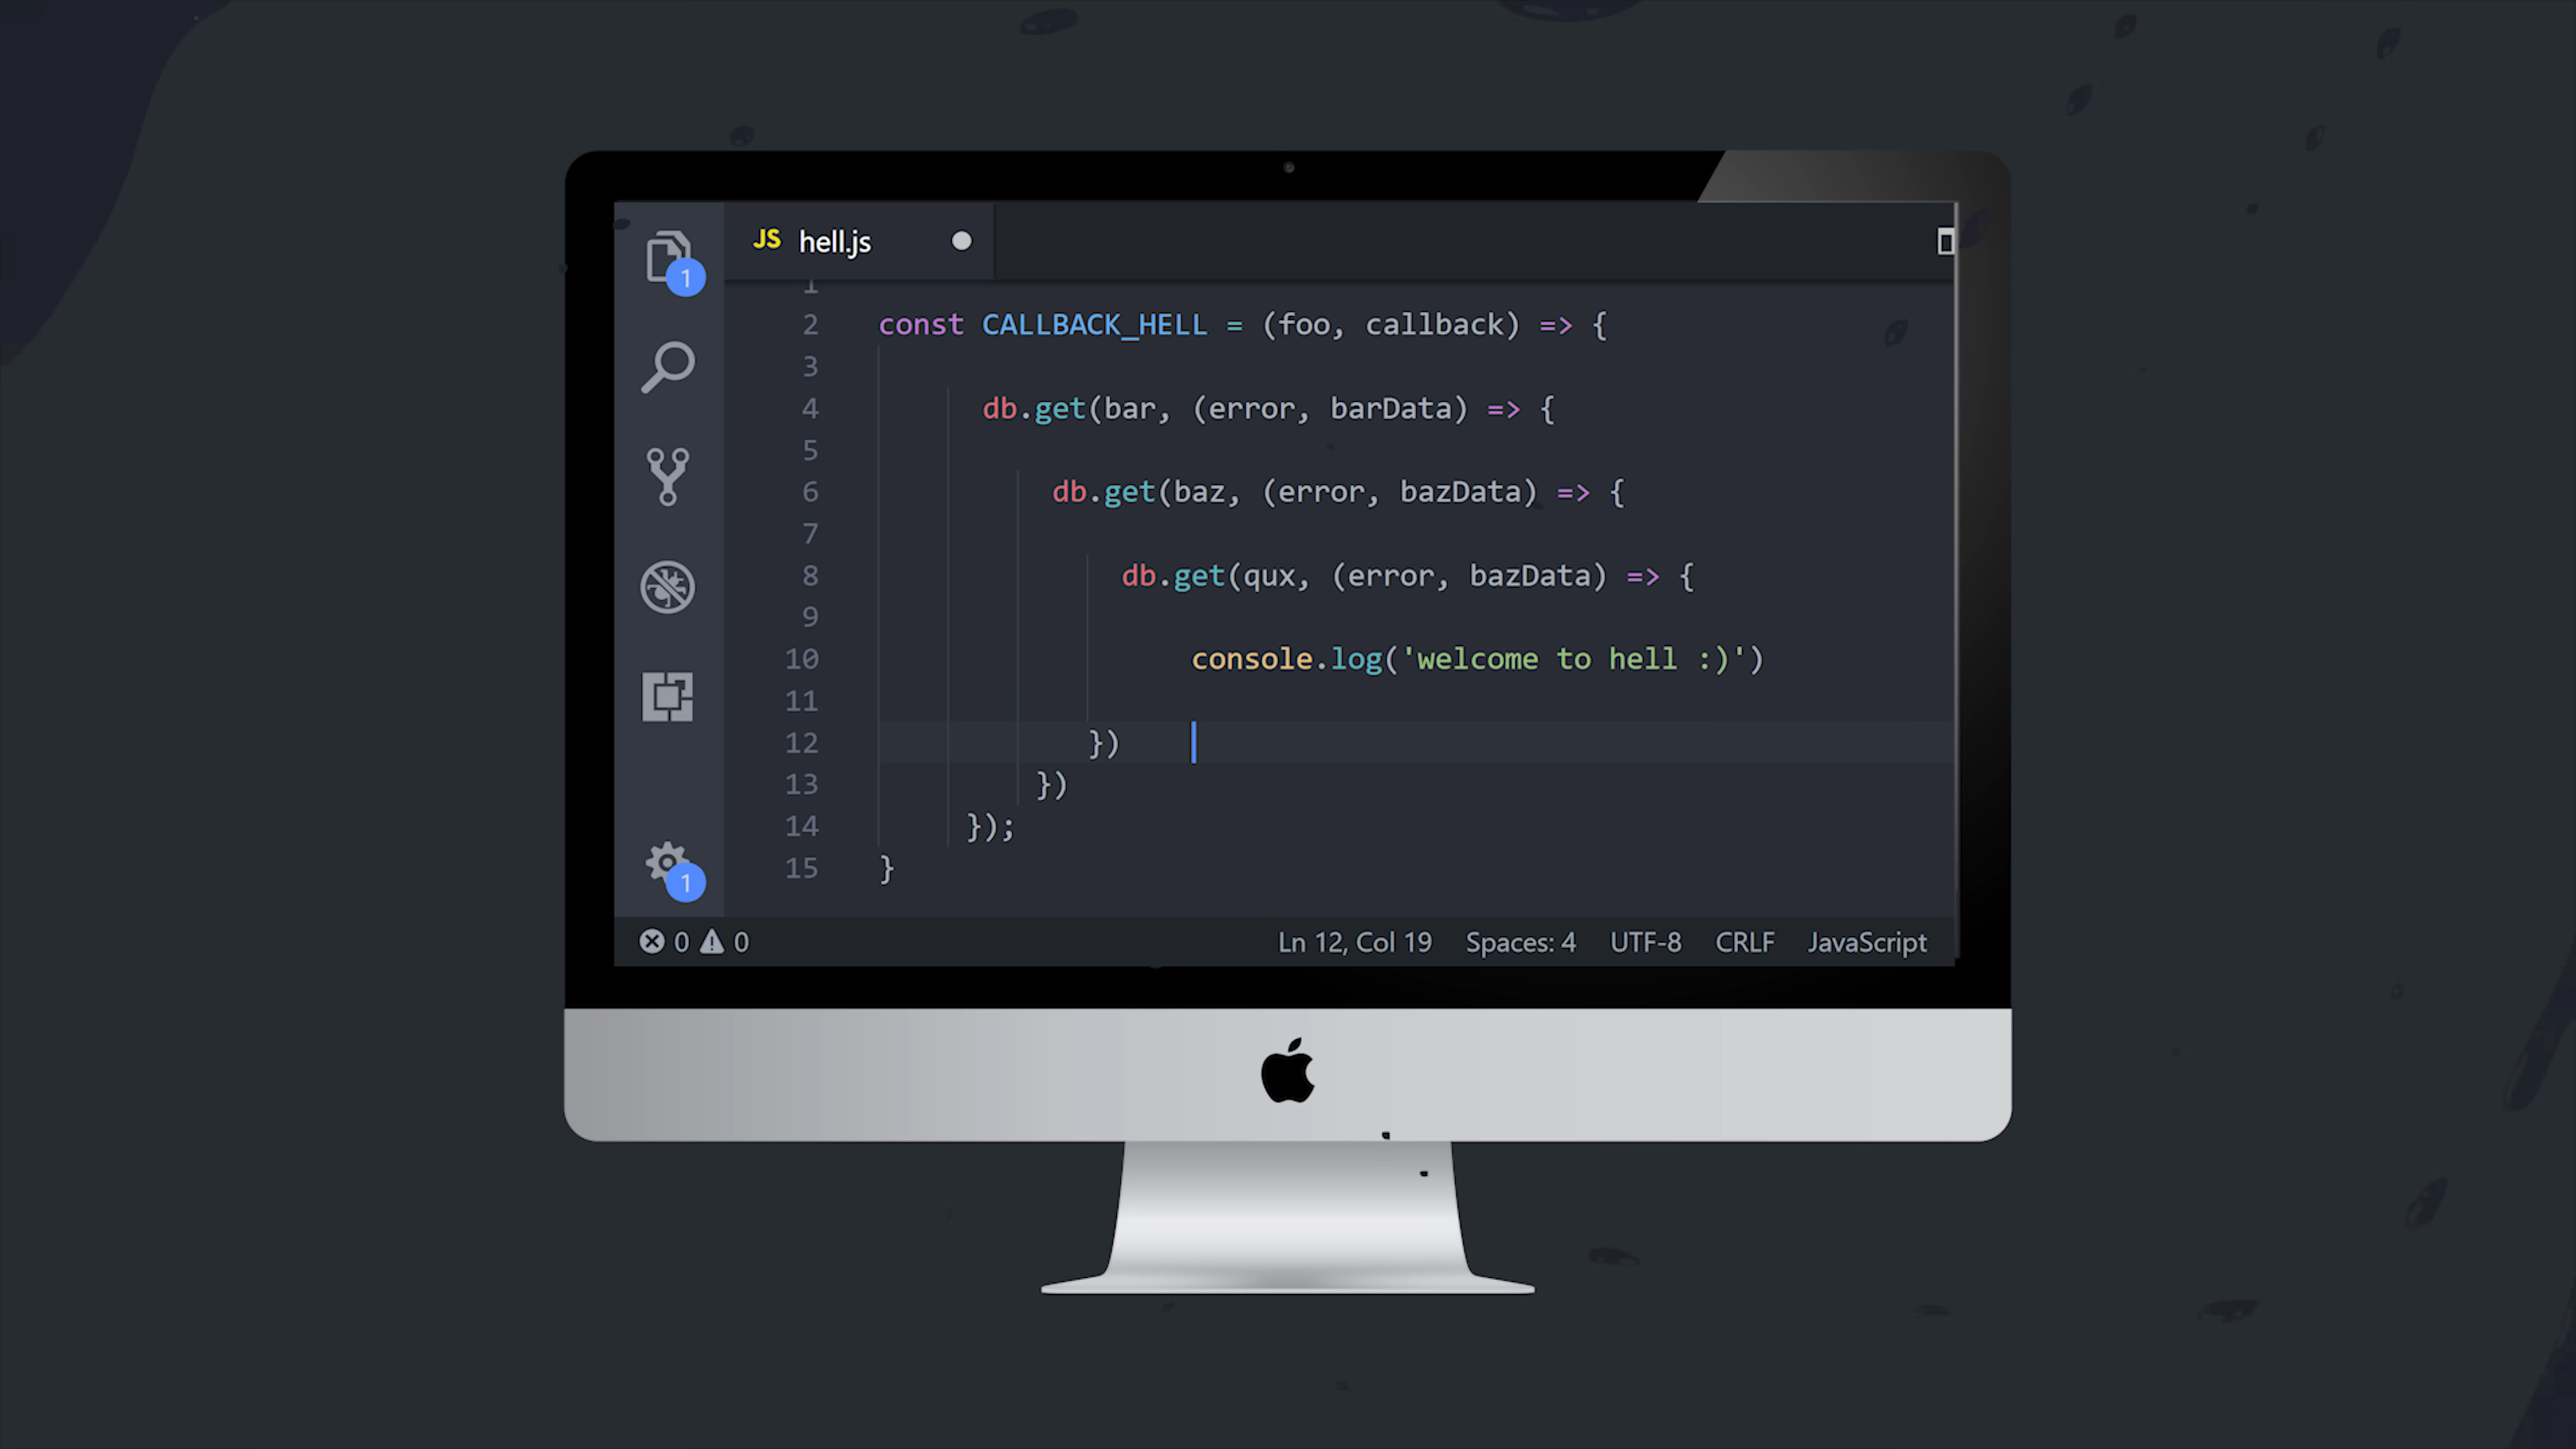 JS hell.js
1
1
2 const CALLBACK_HELL = (foo, callback) => {
3
4 db.get(bar, (error, barData) => {
5
6 db.get(baz, (error, bazData) => {
7
8 db.get(qux, (error, bazData) => {
9
10 console.log('welcome to hell :)')
11
12 })
13 })
14 });
15 }
1
0 0 Ln 12, Col 19 Spaces: 4 UTF-8 CRLF JavaScript